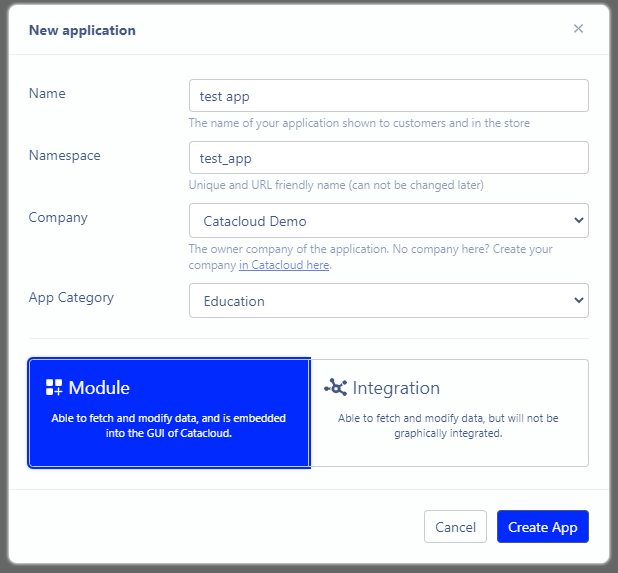 New application
×
Name
test app
The name of your application shown to customers and in the store
Namespace
test_app
Unique and URL friendly name (can not be changed later)
Company
Catacloud Demo
The owner company of the application. No company here? Create your
company in Catacloud here.
App Category
Education
Module
Able to fetch and modify data, and is embedded
into the GUI of Catacloud.
Integration
Able to fetch and modify data, but will not be
graphically integrated.
Cancel
Create App